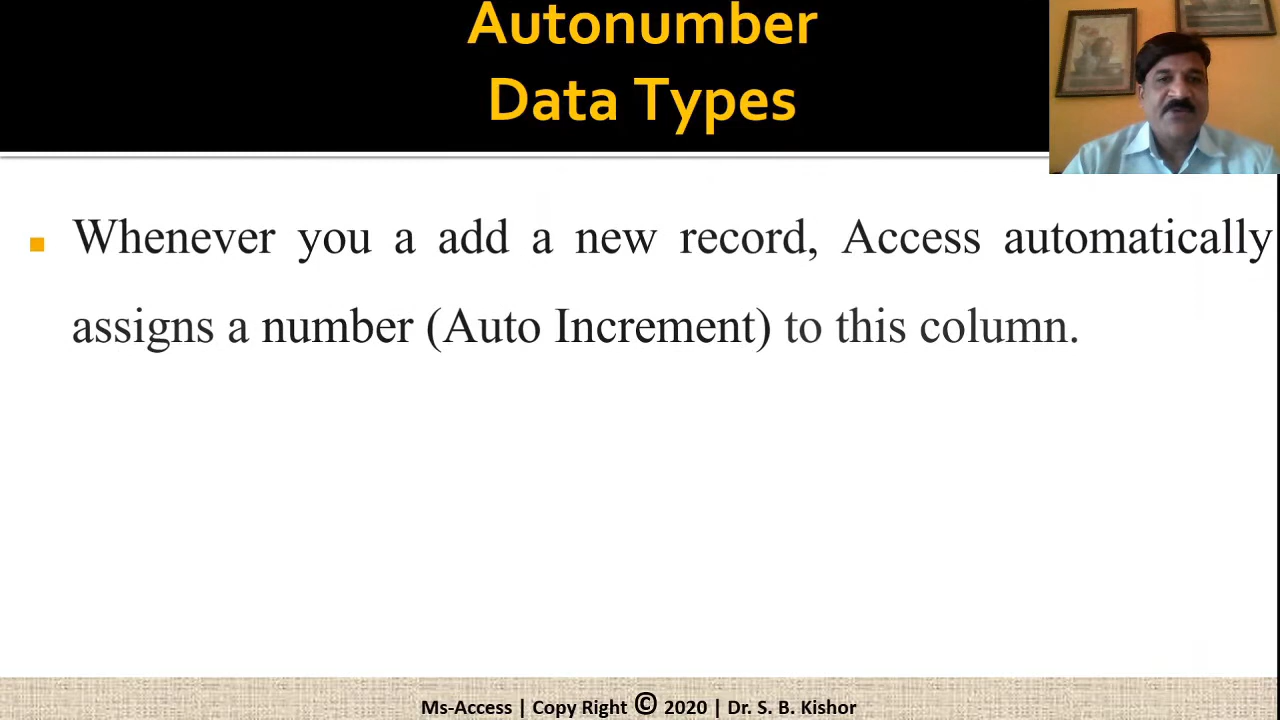 Autonumber
Data Types
Whenever you a add a new record, Access automatically
assigns a number (Auto Increment) to this column.
Ms-Access | Copy Right © 2020 | Dr. S. B. Kishor